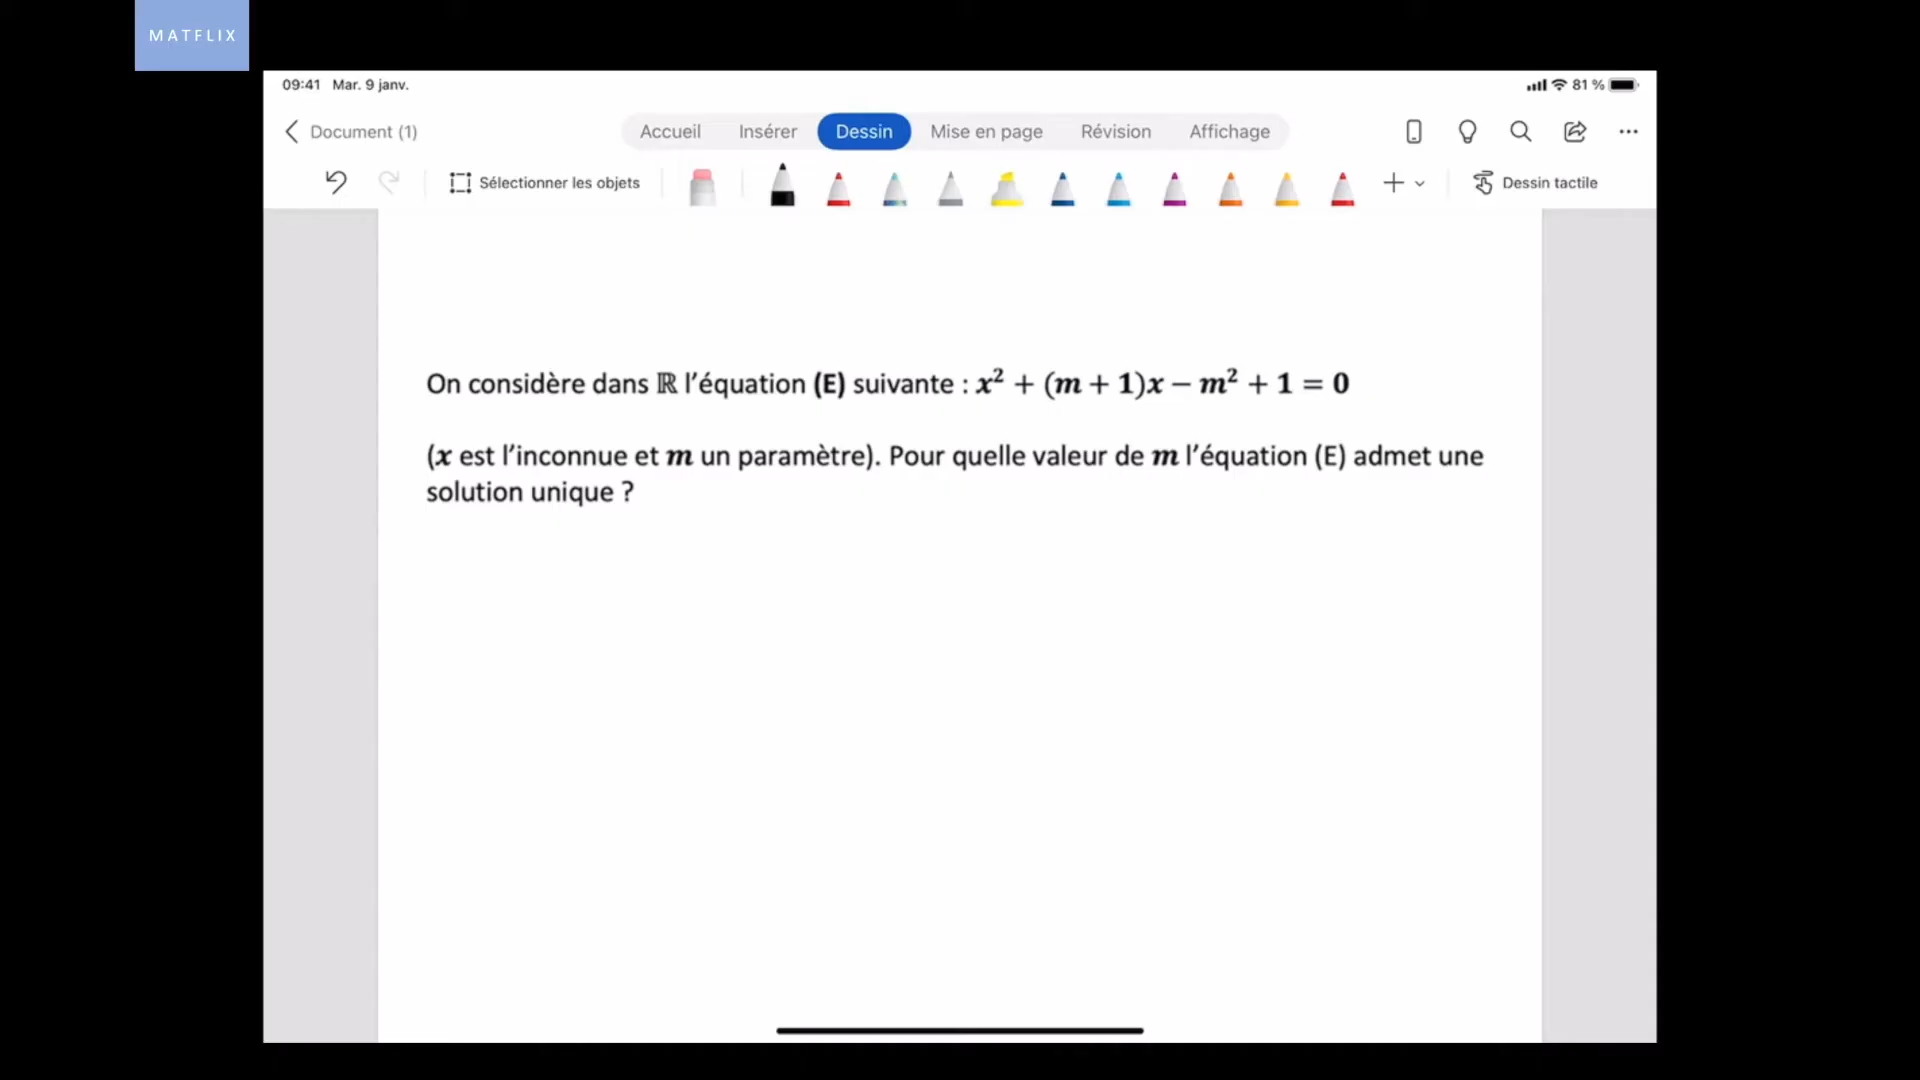 MATFLIX
09:41 Mar. 9 janv.
81 %
Document (1)
Accueil Insérer Dessin Mise en page Révision Affichage
Sélectionner les objets
Dessin tactile
On considère dans ℝ l'équation (E) suivante : x² + (m + 1)x − m² + 1 = 0
(x est l'inconnue et m un paramètre). Pour quelle valeur de m l'équation (E) admet une
solution unique ?